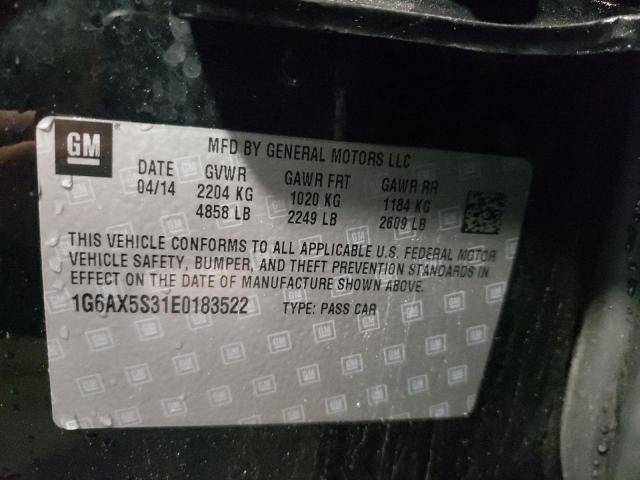 GM
MFD BY GENERAL MOTORS LLC
DATE GVWR GAWR FRT GAWR RR
04/14 2204 KG 1020 KG 1184 KG
4858 LB 2249 LB 2609 LB
THIS VEHICLE CONFORMS TO ALL APPLICABLE U.S. FEDERAL MOTOR
VEHICLE SAFETY, BUMPER, AND THEFT PREVENTION STANDARDS IN
EFFECT ON THE DATE OF MANUFACTURE SHOWN ABOVE.
1G6AX5S31E0183522 TYPE: PASS CAR